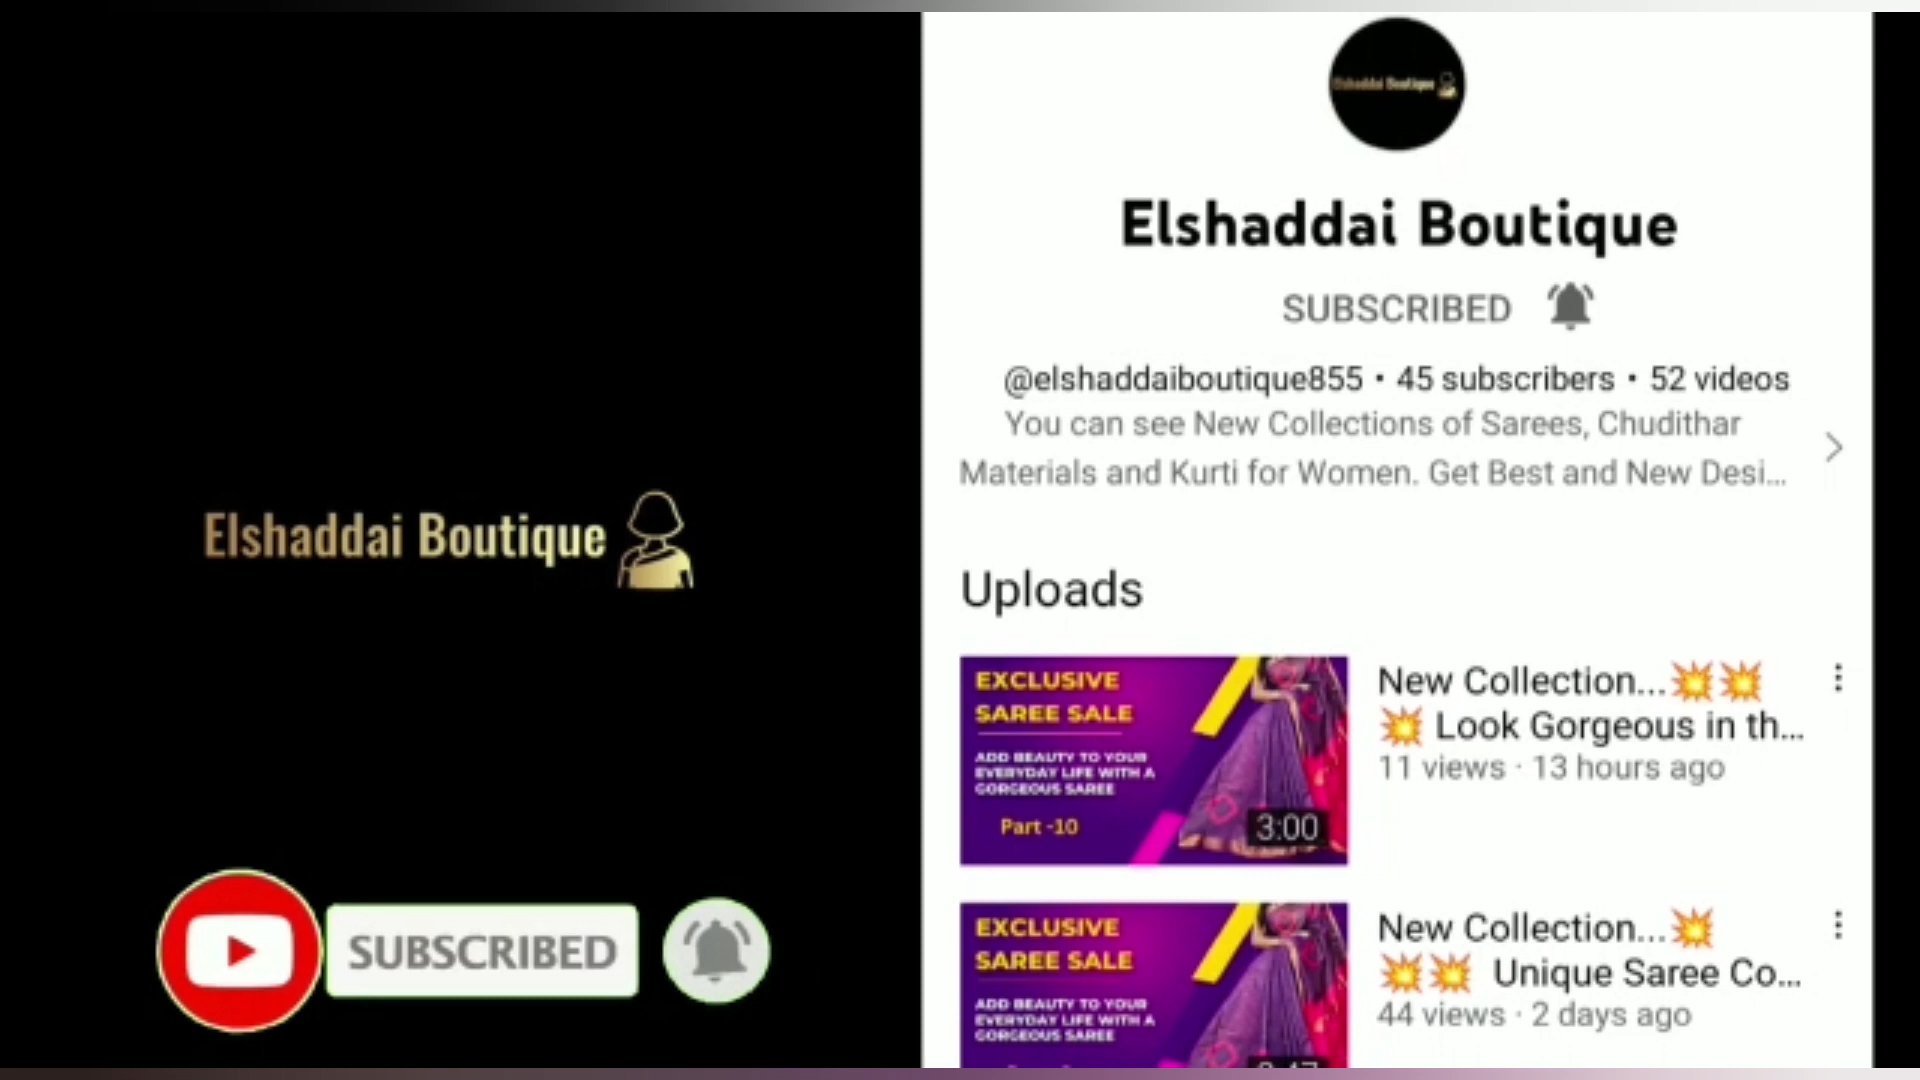 Elshaddai Boutique
SUBSCRIBED
Elshaddai Boutique
Elshaddai Boutique
SUBSCRIBED
@elshaddaiboutique855 • 45 subscribers • 52 videos
You can see New Collections of Sarees, Chudithar
Materials and Kurti for Women. Get Best and New Desi...
Uploads
EXCLUSIVE
SAREE SALE
ADD BEAUTY TO YOUR
EVERYDAY LIFE WITH A
GORGEOUS SAREE
Part -10
3:00
New Collection...💥💥
💥 Look Gorgeous in th...
11 views · 13 hours ago
EXCLUSIVE
SAREE SALE
ADD BEAUTY TO YOUR
EVERYDAY LIFE WITH A
GORGEOUS SAREE
New Collection...💥
💥💥 Unique Saree Co...
44 views · 2 days ago